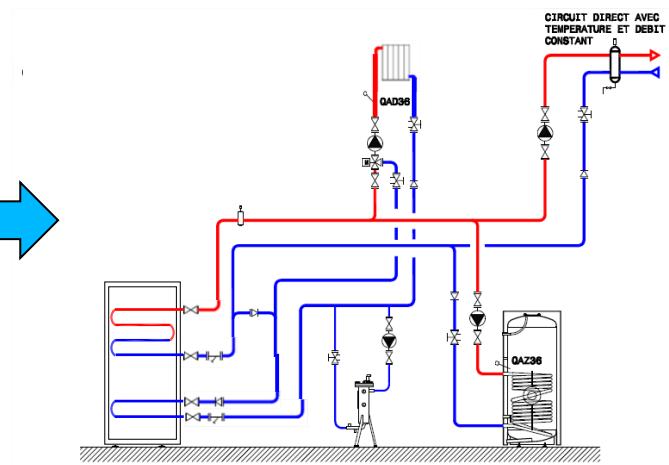 CIRCUIT DIRECT AVEC
TEMPERATURE ET DEBIT
CONSTANT
QAD36
M
QAZ36